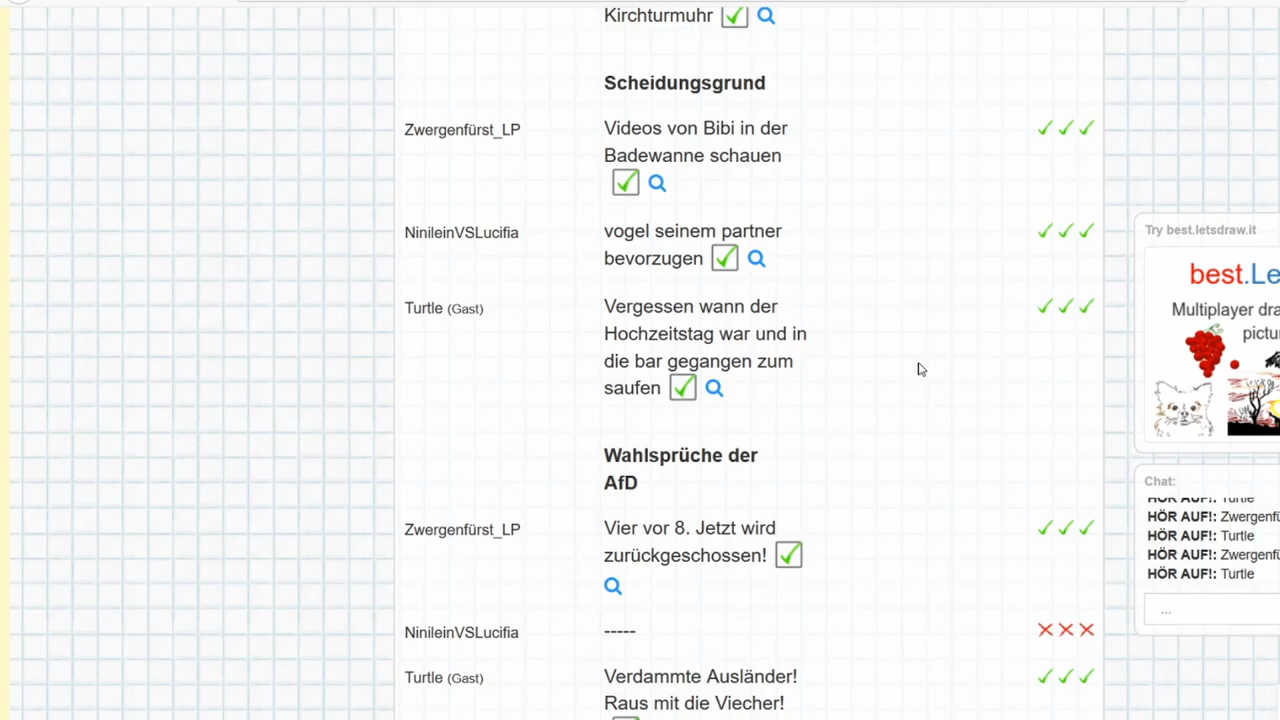 Kirchturmuhr
Scheidungsgrund
Zwergenfürst_LP
Videos von Bibi in der
Badewanne schauen
NinileinVSLucifia
vogel seinem partner
bevorzugen
Turtle (Gast)
Vergessen wann der
Hochzeitstag war und in
die bar gegangen zum
saufen
Wahlsprüche der
AfD
Zwergenfürst_LP
Vier vor 8. Jetzt wird
zurückgeschossen!
NinileinVSLucifia
-----
Turtle (Gast)
Verdammte Ausländer!
Raus mit die Viecher!
Try best.letsdraw.it
best.Le
Multiplayer dra
pictu
Chat:
HÖR AUF!: Turtle
HÖR AUF!: Zwergenfü
HÖR AUF!: Turtle
HÖR AUF!: Zwergenfü
HÖR AUF!: Turtle
...